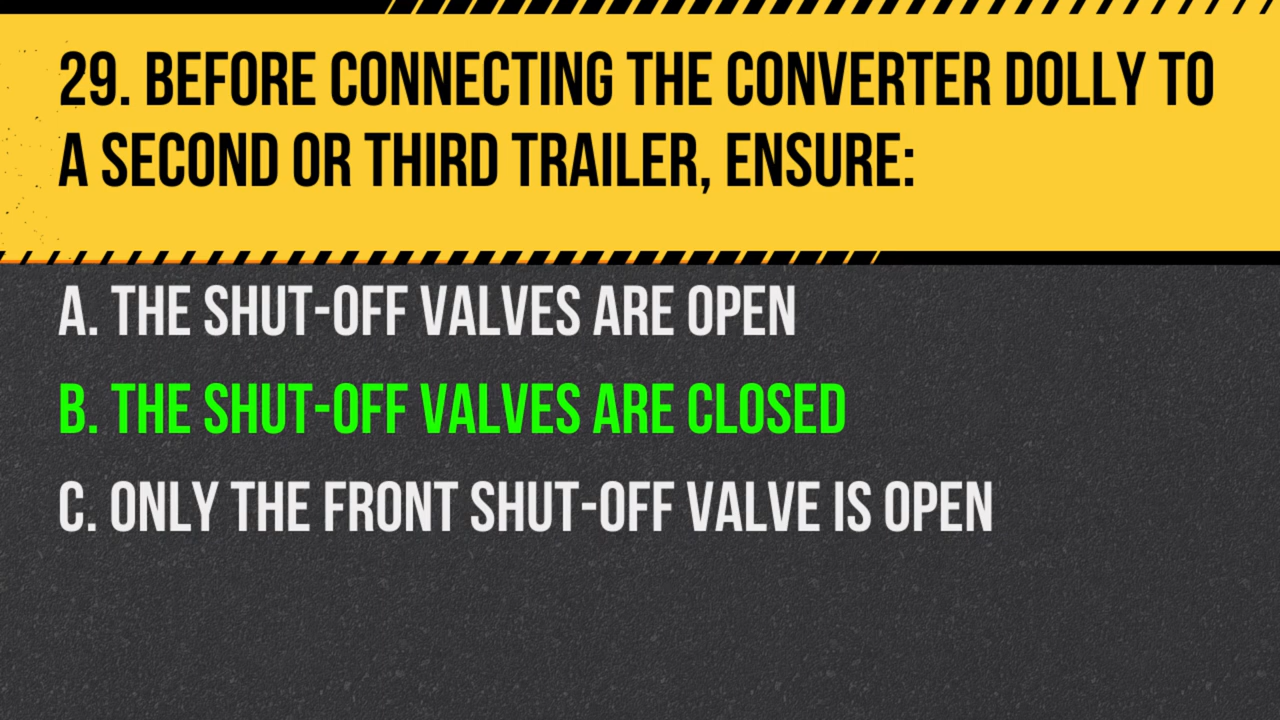 29. BEFORE CONNECTING THE CONVERTER DOLLY TO
A SECOND OR THIRD TRAILER, ENSURE:
A. THE SHUT-OFF VALVES ARE OPEN
B. THE SHUT-OFF VALVES ARE CLOSED
C. ONLY THE FRONT SHUT-OFF VALVE IS OPEN